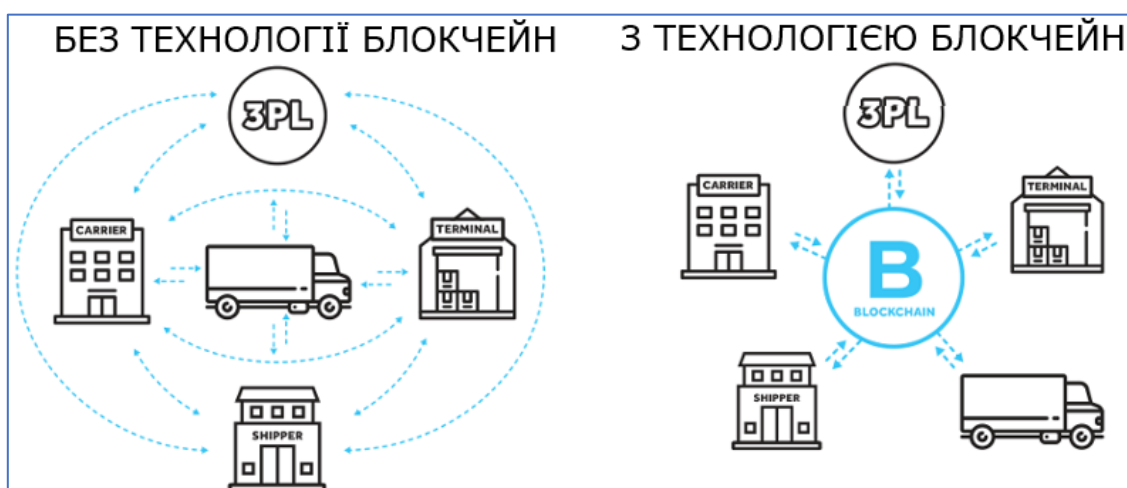 БЕЗ ТЕХНОЛОГІЇ БЛОКЧЕЙН
3PL
CARRIER
TERMINAL
SHIPPER
З ТЕХНОЛОГІЄЮ БЛОКЧЕЙН
3PL
CARRIER
TERMINAL
B
BLOCKCHAIN
SHIPPER